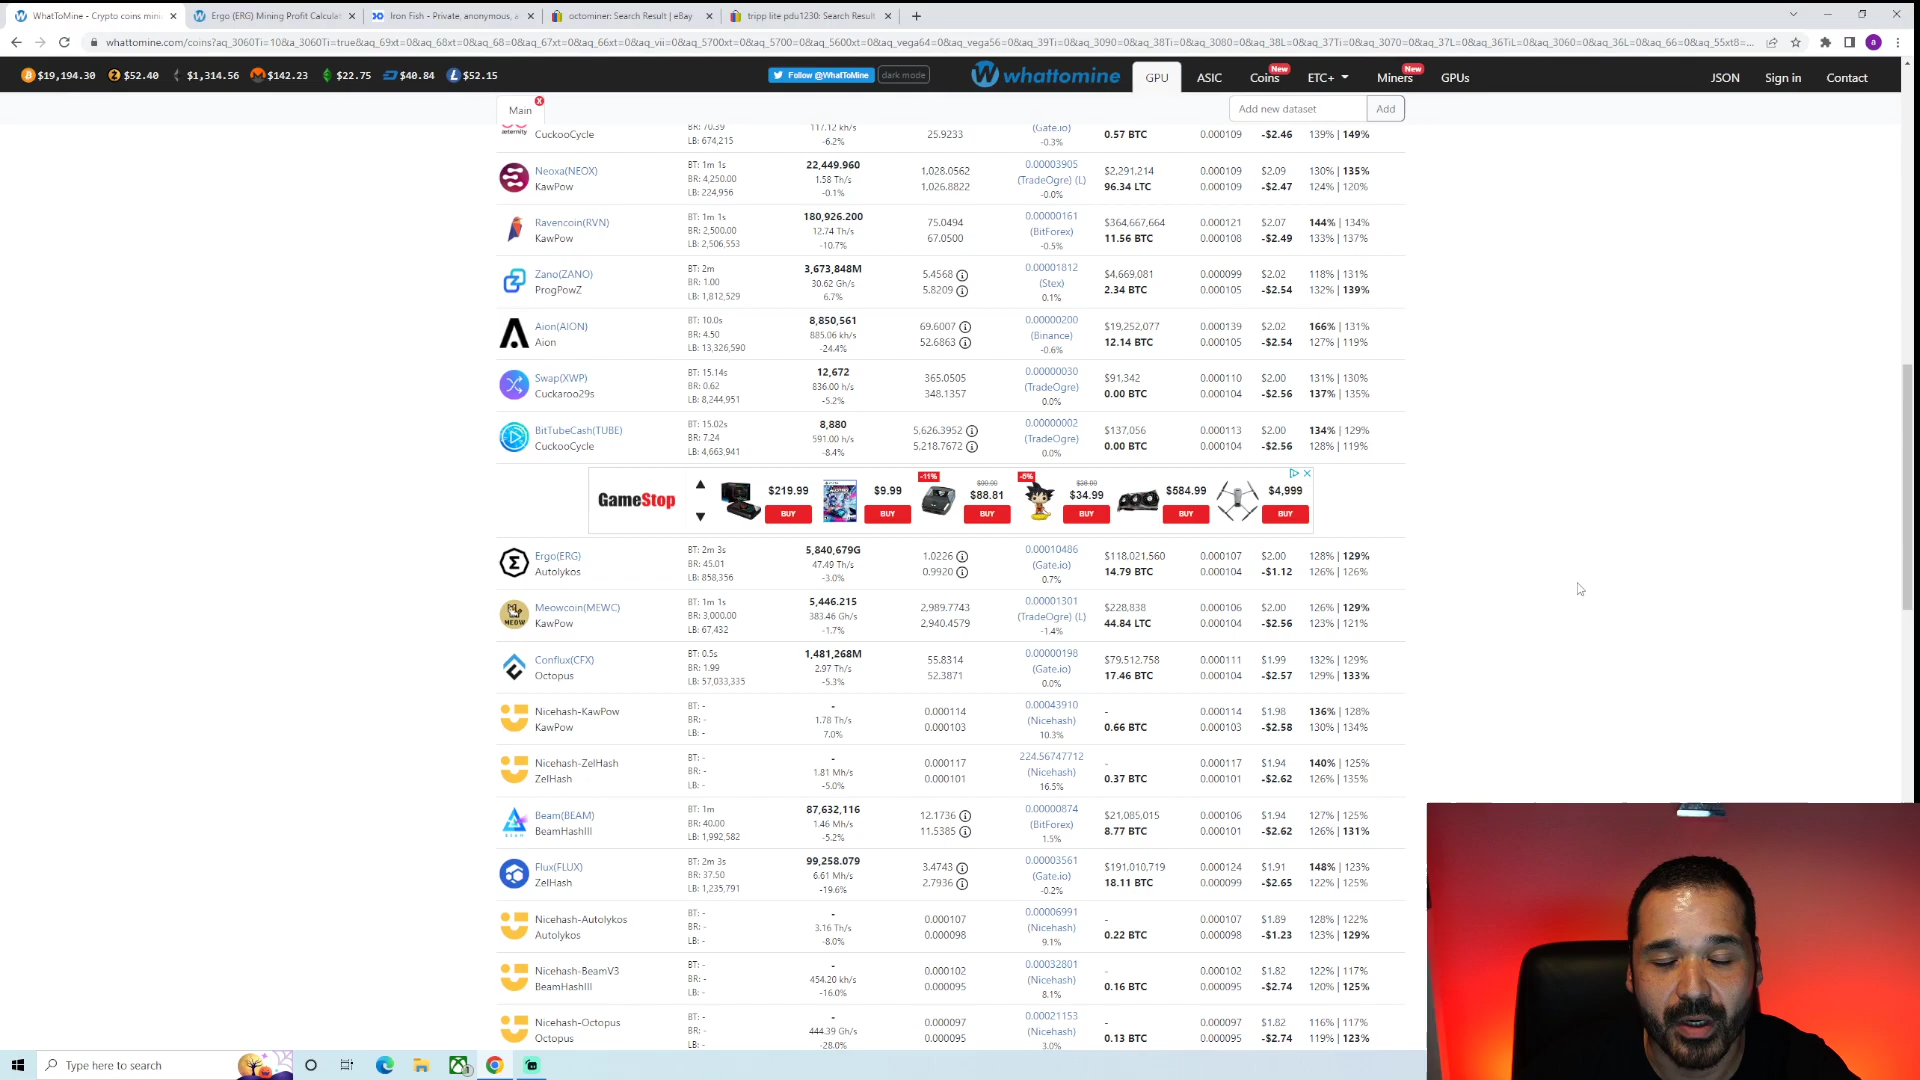 WhatToMine - Crypto coins mini
Ergo (ERG) Mining Profit Calculat
Iron Fish - Private, anonymous, a
octominer: Search Result | eBay
tripp lite pdu1230: Search Result
whattomine.com/coins?aq_3060Ti=10&a_3060Ti=true&aq_69xt=0&aq_68xt=0&aq_68=0&aq_67xt=0&aq_66xt=0&aq_vii=0&aq_5700xt=0&aq_5700=0&aq_5600xt=0&aq_vega64=0&aq_vega56=0&aq_39Ti=0&aq_3090=0&aq_38Ti=0&aq_3080=0&aq_38L=0&aq_37Ti=0&aq_3070=0&aq_37L=0&aq_36TiL=0&aq_3060=0&aq_36L=0&aq_66=0&aq_55xt8=...
$19,194.30 $52.40 $1,314.56 $142.23 $22.75 $40.84 $52.15
Follow @WhatToMine dark mode
whattomine GPU ASIC Coins New ETC+ Miners New GPUs JSON Sign in Contact
Main x
Add new dataset Add
aeternity CuckooCycle BR: 70.39 LB: 674,215 117.12 kh/s -6.2% 25.9233 (Gate.io) -0.3% 0.57 BTC 0.000109 -$2.46 139% | 149%
Neoxa(NEOX) BT: 1m 1s 22,449.960 1,028.0562 0.00003905 $2,291,214 0.000109 $2.09 130% | 135%
KawPow BR: 4,250.00 1.58 Th/s 1,026.8822 (TradeOgre) (L) 96.34 LTC 0.000109 -$2.47 124% | 120%
LB: 224,956 -0.1% -0.0%
Ravencoin(RVN) BT: 1m 1s 180,926.200 75.0494 0.00000161 $364,667,664 0.000121 $2.07 144% | 134%
KawPow BR: 2,500.00 12.74 Th/s 67.0500 (BitForex) 11.56 BTC 0.000108 -$2.49 133% | 137%
LB: 2,506,553 -10.7% -0.5%
Zano(ZANO) BT: 2m 3,673,848M 5.4568 0.00001812 $4,669,081 0.000099 $2.02 118% | 131%
ProgPowZ BR: 1.00 30.62 Gh/s 5.8209 (Stex) 2.34 BTC 0.000105 -$2.54 132% | 139%
LB: 1,812,529 6.7% 0.1%
Aion(AION) BT: 10.0s 8,850,561 69.6007 0.00000200 $19,252,077 0.000139 $2.02 166% | 131%
Aion BR: 4.50 885.06 kh/s 52.6863 (Binance) 12.14 BTC 0.000105 -$2.54 127% | 119%
LB: 13,326,590 -24.4% -0.6%
Swap(XWP) BT: 15.14s 12,672 365.0505 0.00000030 $91,342 0.000110 $2.00 131% | 130%
Cuckaroo29s BR: 0.62 836.00 h/s 348.1357 (TradeOgre) 0.00 BTC 0.000104 -$2.56 137% | 135%
LB: 8,244,951 -5.2% 0.0%
BitTubeCash(TUBE) BT: 15.02s 8,880 5,626.3952 0.00000002 $137,056 0.000113 $2.00 134% | 129%
CuckooCycle BR: 7.24 591.00 h/s 5,218.7672 (TradeOgre) 0.00 BTC 0.000104 -$2.56 128% | 119%
LB: 4,663,941 -8.4% 0.0%
GameStop $219.99 BUY $9.99 BUY -11% $88.81 BUY $34.99 BUY $584.99 BUY $4,999 BUY
Ergo(ERG) BT: 2m 3s 5,840,679G 1.0226 0.00010486 $118,021,560 0.000107 $2.00 128% | 129%
Autolykos BR: 45.01 47.49 Th/s 0.9920 (Gate.io) 14.79 BTC 0.000104 -$1.12 126% | 126%
LB: 858,356 -3.0% 0.7%
Meowcoin(MEWC) BT: 1m 1s 5,446.215 2,989.7743 0.00001301 $228,838 0.000106 $2.00 126% | 129%
MEOW KawPow BR: 3,000.00 383.46 Gh/s 2,940.4579 (TradeOgre) (L) 44.84 LTC 0.000104 -$2.56 123% | 121%
LB: 67,432 -1.7% -1.4%
Conflux(CFX) BT: 0.5s 1,481,268M 55.8314 0.00000198 $79,512,758 0.000111 $1.99 132% | 129%
Octopus BR: 1.99 2.97 Th/s 52.3871 (Gate.io) 17.46 BTC 0.000104 -$2.57 129% | 133%
LB: 57,033,335 -5.3% 0.0%
Nicehash-KawPow BT: - - 0.000114 0.00043910 - 0.000114 $1.98 136% | 128%
KawPow BR: - 1.78 Th/s 0.000103 (Nicehash) 0.66 BTC 0.000103 -$2.58 130% | 134%
LB: - 7.0% 10.3%
Nicehash-ZelHash BT: - - 0.000117 224.56747712 - 0.000117 $1.94 140% | 125%
ZelHash BR: - 1.81 Mh/s 0.000101 (Nicehash) 0.37 BTC 0.000101 -$2.62 126% | 135%
LB: - -5.0% 16.5%
Beam(BEAM) BT: 1m 87,632,116 12.1736 0.00000874 $21,085,015 0.000106 $1.94 127% | 125%
BEAM BeamHashIII BR: 40.00 1.46 Mh/s 11.5385 (BitForex) 8.77 BTC 0.000101 -$2.62 126% | 131%
LB: 1,992,582 -5.2% 1.5%
Flux(FLUX) BT: 2m 3s 99,258.079 3.4743 0.00003561 $191,010,719 0.000124 $1.91 148% | 123%
ZelHash BR: 37.50 6.61 Mh/s 2.7936 (Gate.io) 18.11 BTC 0.000099 -$2.65 122% | 125%
LB: 1,235,791 -19.6% -0.2%
Nicehash-Autolykos BT: - - 0.000107 0.00006991 - 0.000107 $1.89 128% | 122%
Autolykos BR: - 3.16 Th/s 0.000098 (Nicehash) 0.22 BTC 0.000098 -$1.23 123% | 129%
LB: - -8.0% 9.1%
Nicehash-BeamV3 BT: - - 0.000102 0.00032801 - 0.000102 $1.82 122% | 117%
BeamHashIII BR: - 454.20 kh/s 0.000095 (Nicehash) 0.16 BTC 0.000095 -$2.74 120% | 125%
LB: - -16.0% 8.1%
Nicehash-Octopus BT: - - 0.000097 0.00021153 - 0.000097 $1.82 116% | 117%
Octopus BR: - 444.39 Gh/s 0.000095 (Nicehash) 0.13 BTC 0.000095 -$2.74 119% | 123%
LB: - -28.0% 3.0%
Type here to search